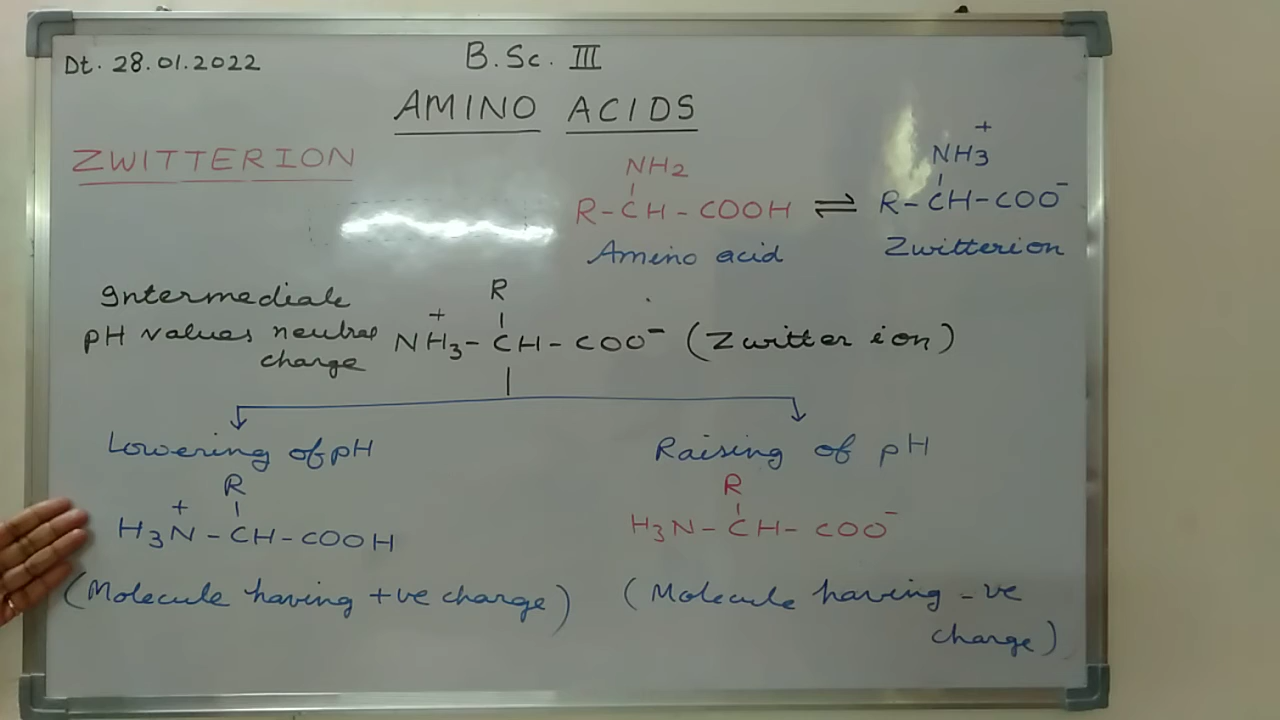 Dt. 28.01.2022
B.Sc. III
AMINO ACIDS
ZWITTERION
NH2
R-CH-COOH ⇌ R-CH-COO⁻
+
NH3
Amino acid
Zwitterion
Intermediate
pH values neutral
charge
R
+
NH3-CH-COO⁻ (Zwitter ion)
Lowering of pH
Raising of pH
R
+
H3N-CH-COOH
R
H3N-CH-COO⁻
(Molecule having +ve charge)
(Molecule having -ve
charge)